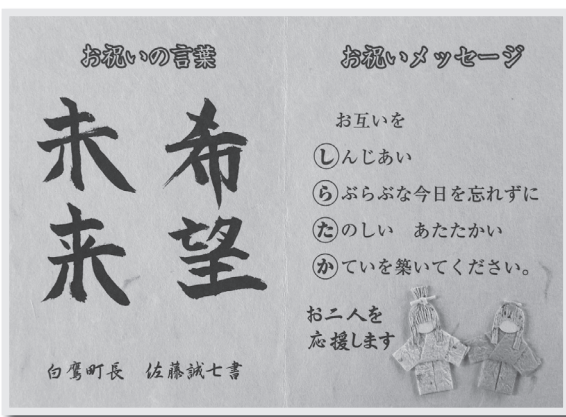 お祝いの言葉
希望
未来
白鷹町長　佐藤誠七書
お祝いメッセージ
お互いを
しんじあい
らぶらぶな今日を忘れずに
たのしい　あたたかい
かていを築いてください。
お二人を
応援します